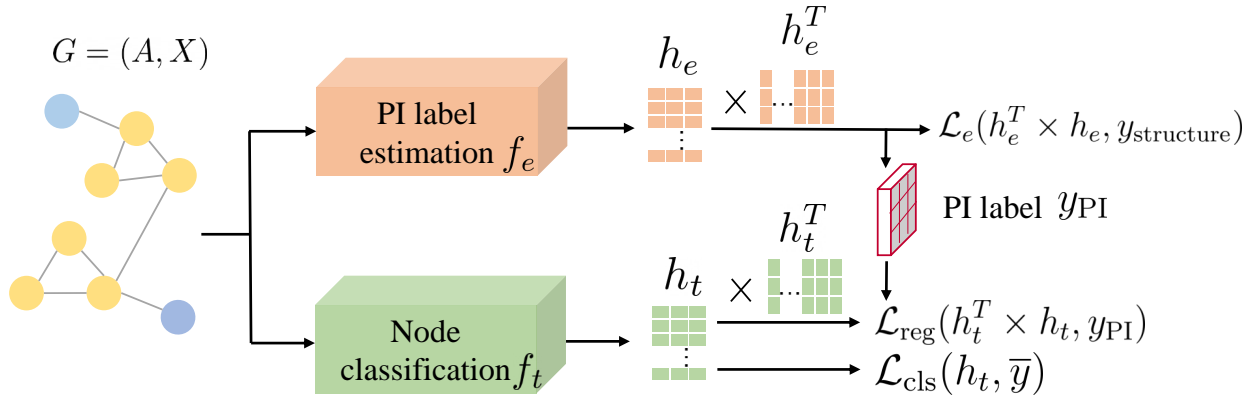 G = (A, X)
PI label
estimation f_e
h_e
×
h_e^T
...
ℒ_e(h_e^T × h_e, y_structure)
PI label y_PI
Node
classification f_t
h_t
×
h_t^T
...
ℒ_reg(h_t^T × h_t, y_PI)
ℒ_cls(h_t, y̅)